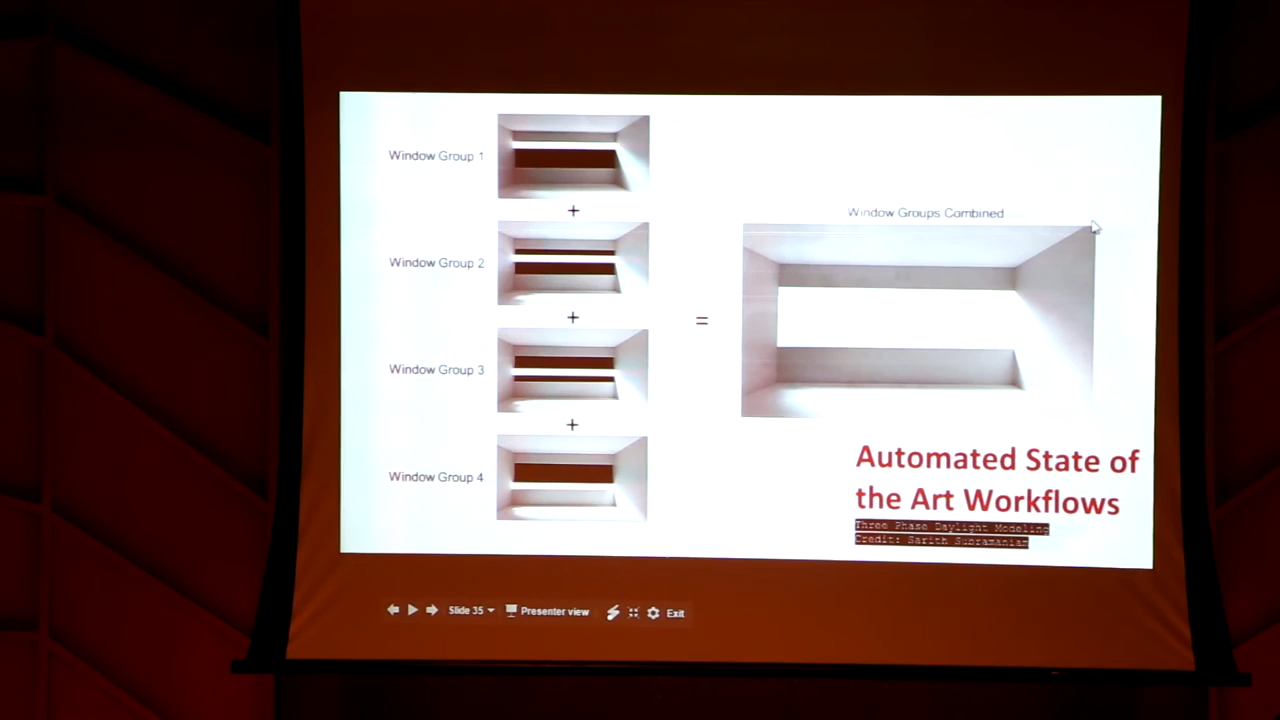 Window Group 1
+
Window Group 2
+
Window Group 3
+
Window Group 4
=
Window Groups Combined
Automated State of
the Art Workflows
Three Phase Daylight Modeling
Credit: Sarith Subramaniam
Slide 35
Presenter view
Exit